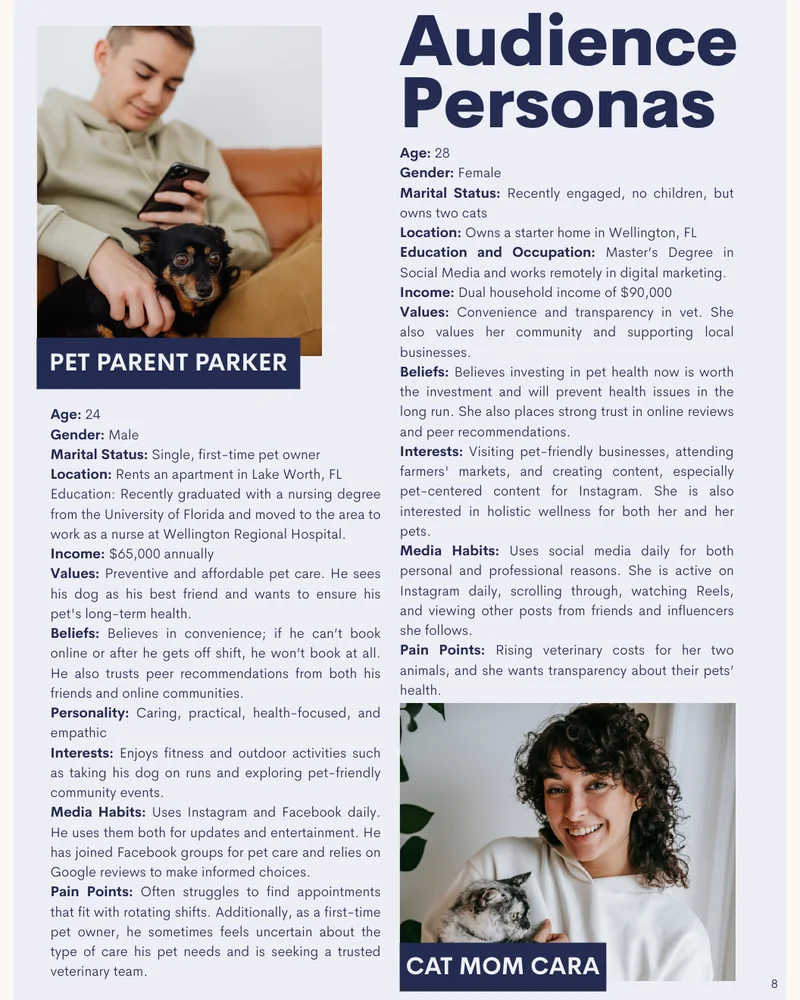 Audience
Personas
PET PARENT PARKER
Age: 24
Gender: Male
Marital Status: Single, first-time pet owner
Location: Rents an apartment in Lake Worth, FL
Education: Recently graduated with a nursing degree
from the University of Florida and moved to the area to
work as a nurse at Wellington Regional Hospital.
Income: $65,000 annually
Values: Preventive and affordable pet care. He sees
his dog as his best friend and wants to ensure his
pet's long-term health.
Beliefs: Believes in convenience; if he can't book
online or after he gets off shift, he won't book at all.
He also trusts peer recommendations from both his
friends and online communities.
Personality: Caring, practical, health-focused, and
empathic
Interests: Enjoys fitness and outdoor activities such
as taking his dog on runs and exploring pet-friendly
community events.
Media Habits: Uses Instagram and Facebook daily.
He uses them both for updates and entertainment. He
has joined Facebook groups for pet care and relies on
Google reviews to make informed choices.
Pain Points: Often struggles to find appointments
that fit with rotating shifts. Additionally, as a first-time
pet owner, he sometimes feels uncertain about the
type of care his pet needs and is seeking a trusted
veterinary team.
Age: 28
Gender: Female
Marital Status: Recently engaged, no children, but
owns two cats
Location: Owns a starter home in Wellington, FL
Education and Occupation: Master's Degree in
Social Media and works remotely in digital marketing.
Income: Dual household income of $90,000
Values: Convenience and transparency in vet. She
also values her community and supporting local
businesses.
Beliefs: Believes investing in pet health now is worth
the investment and will prevent health issues in the
long run. She also places strong trust in online reviews
and peer recommendations.
Interests: Visiting pet-friendly businesses, attending
farmers' markets, and creating content, especially
pet-centered content for Instagram. She is also
interested in holistic wellness for both her and her
pets.
Media Habits: Uses social media daily for both
personal and professional reasons. She is active on
Instagram daily, scrolling through, watching Reels,
and viewing other posts from friends and influencers
she follows.
Pain Points: Rising veterinary costs for her two
animals, and she wants transparency about their pets'
health.
CAT MOM CARA
8